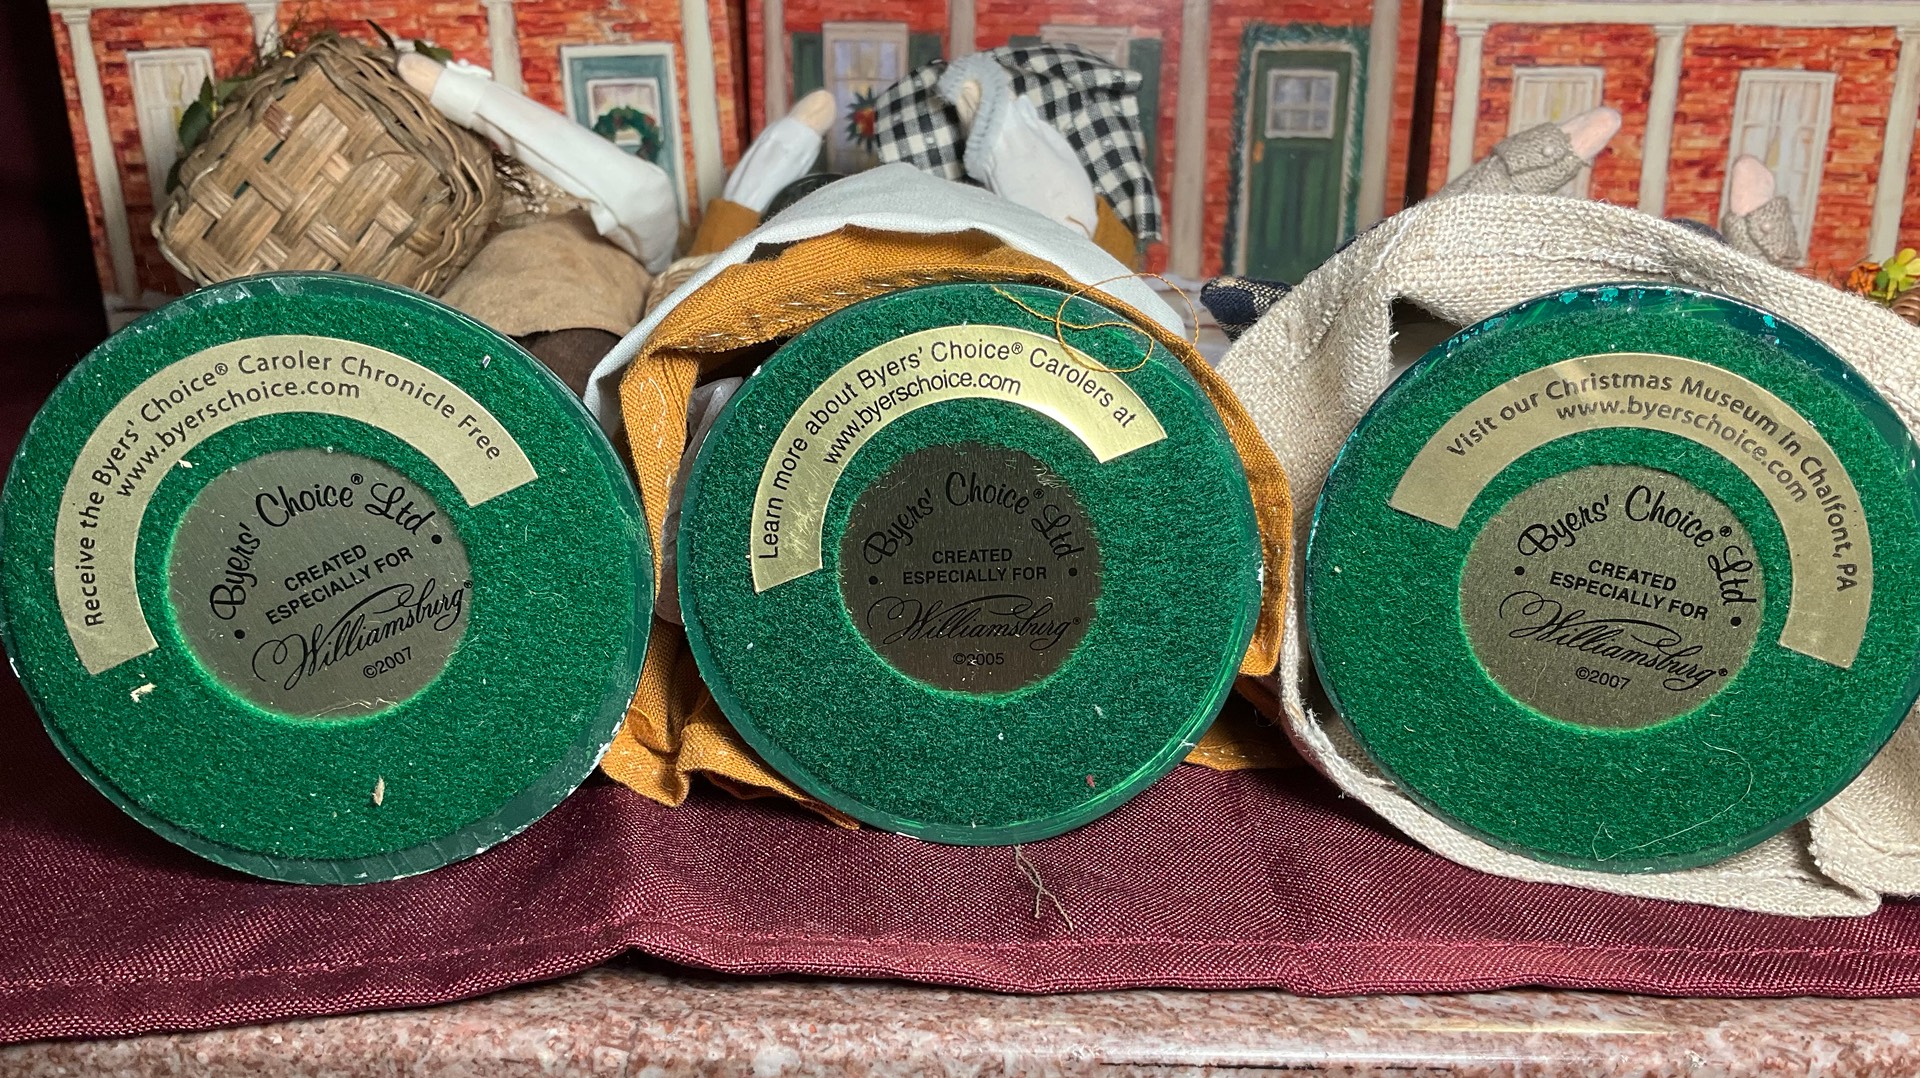 Receive the Byers' Choice® Caroler Chronicle Free
www.byerschoice.com
Byers' Choice® Ltd
CREATED
ESPECIALLY FOR
Williamsburg®
©2007
Learn more about Byers' Choice® Carolers at
www.byerschoice.com
Byers' Choice® Ltd
CREATED
ESPECIALLY FOR
Williamsburg®
©2005
Visit our Christmas Museum in Chalfont, PA
www.byerschoice.com
Byers' Choice® Ltd
CREATED
ESPECIALLY FOR
Williamsburg®
©2007